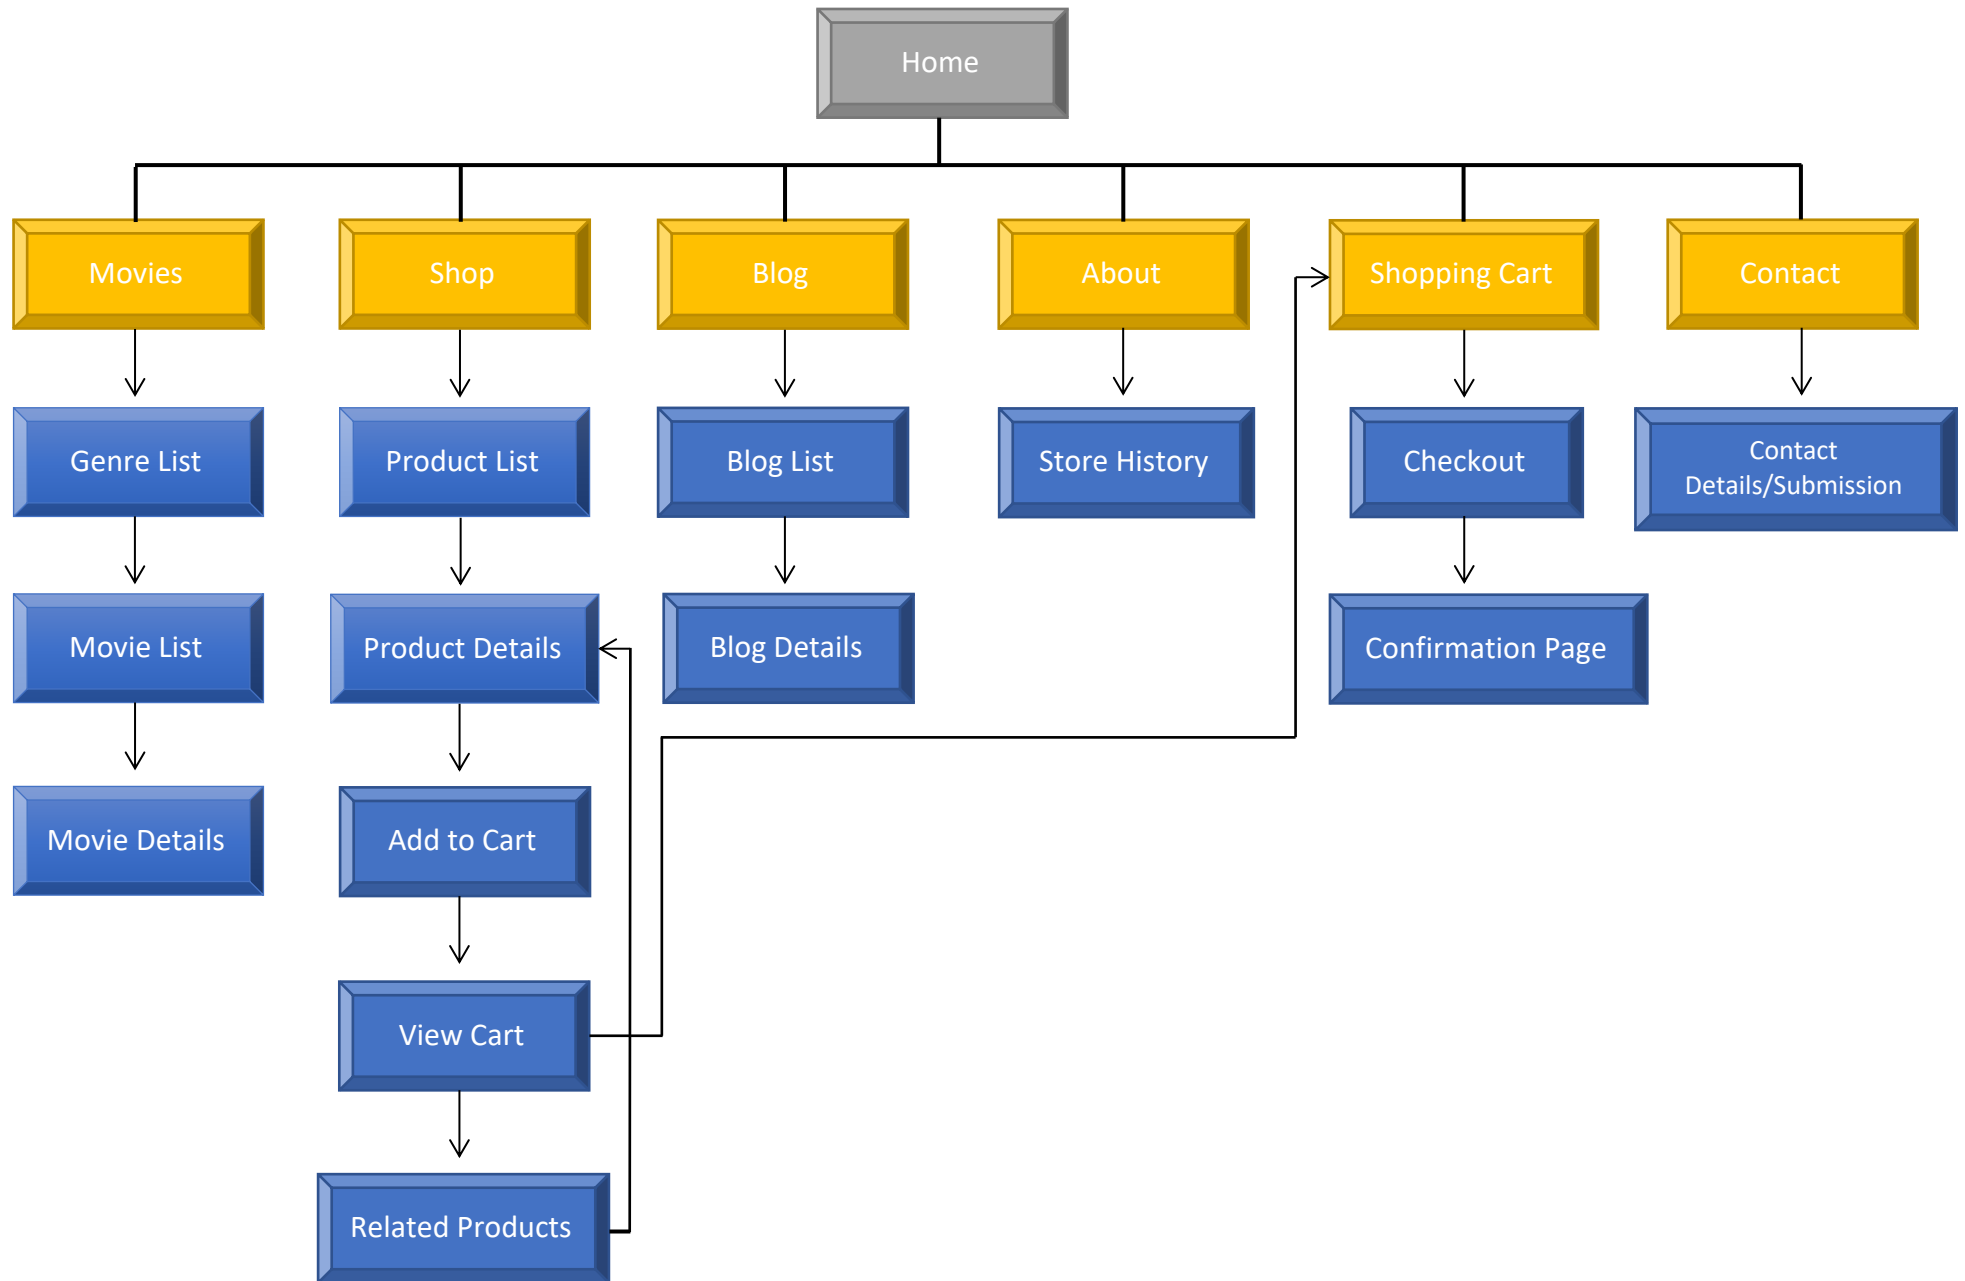 Home
Movies
Shop
Blog
About
Shopping Cart
Contact
Genre List
Product List
Blog List
Store History
Checkout
Contact
Details/Submission
Movie List
Product Details
Blog Details
Confirmation Page
Movie Details
Add to Cart
View Cart
Related Products